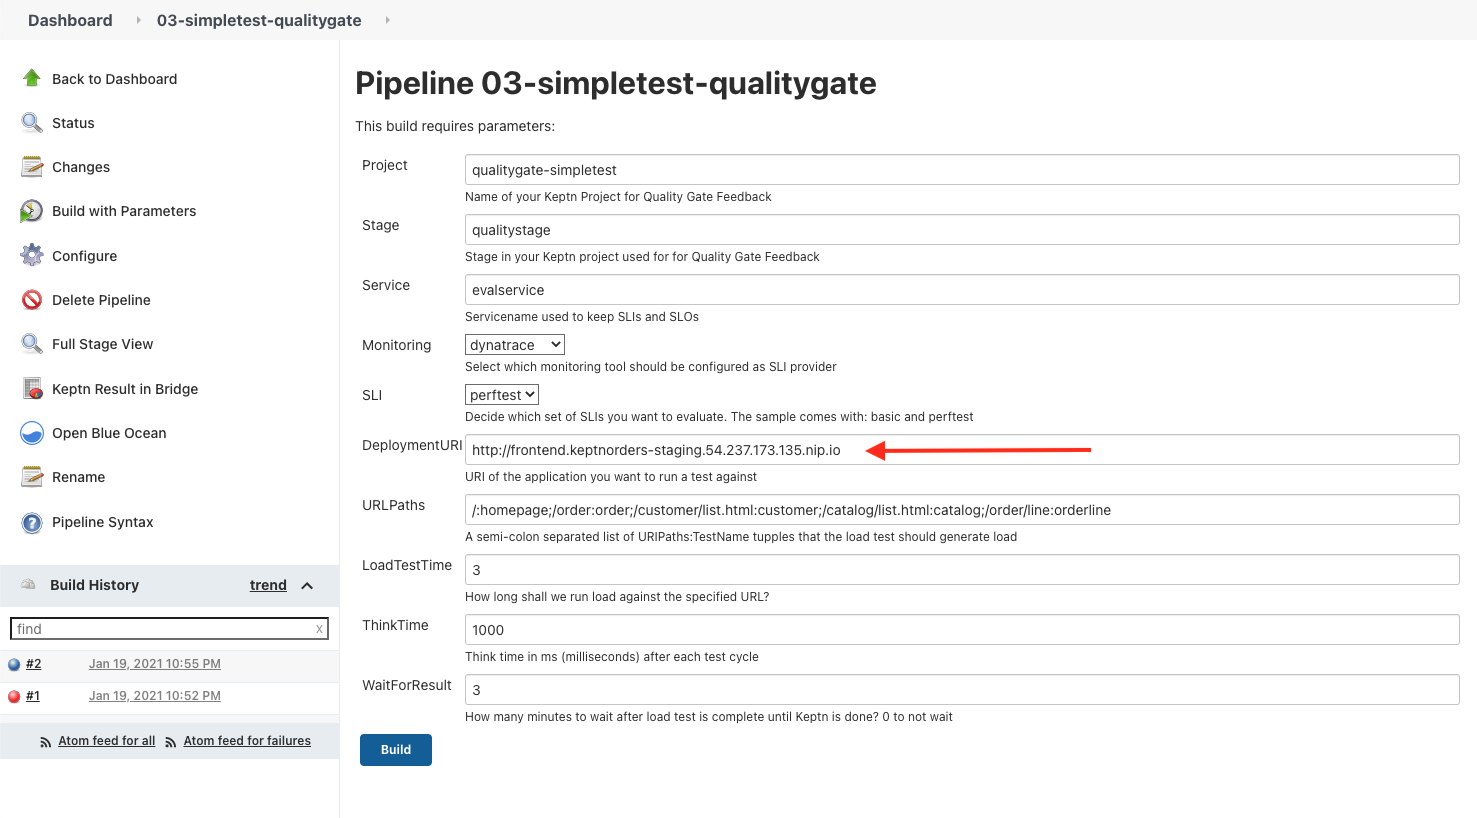 Dashboard 03-simpletest-qualitygate
Back to Dashboard
Status
Changes
Build with Parameters
Configure
Delete Pipeline
Full Stage View
Keptn Result in Bridge
Open Blue Ocean
Rename
Pipeline Syntax
Build History trend
find x
#2 Jan 19, 2021 10:55 PM
#1 Jan 19, 2021 10:52 PM
Atom feed for all Atom feed for failures
Pipeline 03-simpletest-qualitygate
This build requires parameters:
Project qualitygate-simpletest
Name of your Keptn Project for Quality Gate Feedback
Stage qualitystage
Stage in your Keptn project used for for Quality Gate Feedback
Service evalservice
Servicename used to keep SLIs and SLOs
Monitoring dynatrace
Select which monitoring tool should be configured as SLI provider
SLI perftest
Decide which set of SLIs you want to evaluate. The sample comes with: basic and perftest
DeploymentURI http://frontend.keptnorders-staging.54.237.173.135.nip.io
URI of the application you want to run a test against
URLPaths /:homepage;/order:order;/customer/list.html:customer;/catalog/list.html:catalog;/order/line:orderline
A semi-colon separated list of URIPaths:TestName tupples that the load test should generate load
LoadTestTime 3
How long shall we run load against the specified URL?
ThinkTime 1000
Think time in ms (milliseconds) after each test cycle
WaitForResult 3
How many minutes to wait after load test is complete until Keptn is done? 0 to not wait
Build